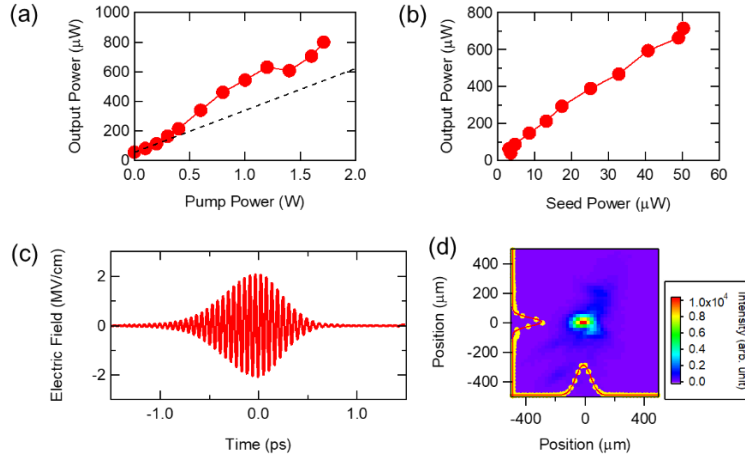 (a)
Output Power (μW)
800
600
400
200
0
0.0 0.5 1.0 1.5 2.0
Pump Power (W)
(b)
Output Power (μW)
800
600
400
200
0
0 10 20 30 40 50 60
Seed Power (μW)
(c)
Electric Field (MV/cm)
2
0
-2
-1.0 0.0 1.0
Time (ps)
(d)
Position (μm)
400
200
0
-200
-400
-400 0 400
Position (μm)
1.0x10⁴
0.8
0.6
0.4
0.2
0.0
Intensity (arb. unit)